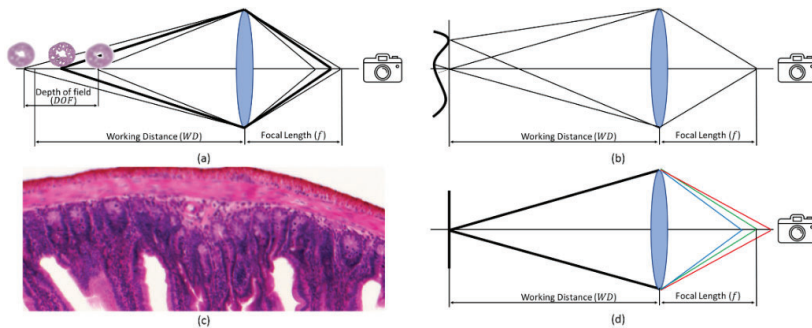 Depth of field
(DOF)
Working Distance (WD)
Focal Length (f)
(a)
Working Distance (WD)
Focal Length (f)
(b)
(c)
Working Distance (WD)
Focal Length (f)
(d)